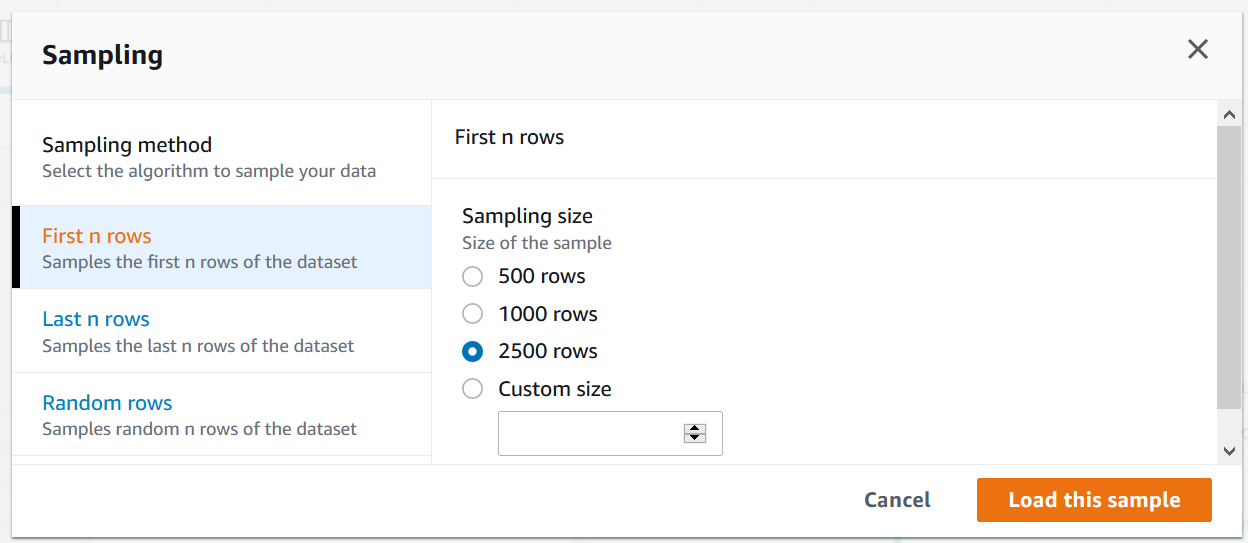 Sampling
Sampling method
Select the algorithm to sample your data
First n rows
Samples the first n rows of the dataset
Last n rows
Samples the last n rows of the dataset
Random rows
Samples random n rows of the dataset
First n rows
Sampling size
Size of the sample
500 rows
1000 rows
2500 rows
Custom size
Cancel
Load this sample